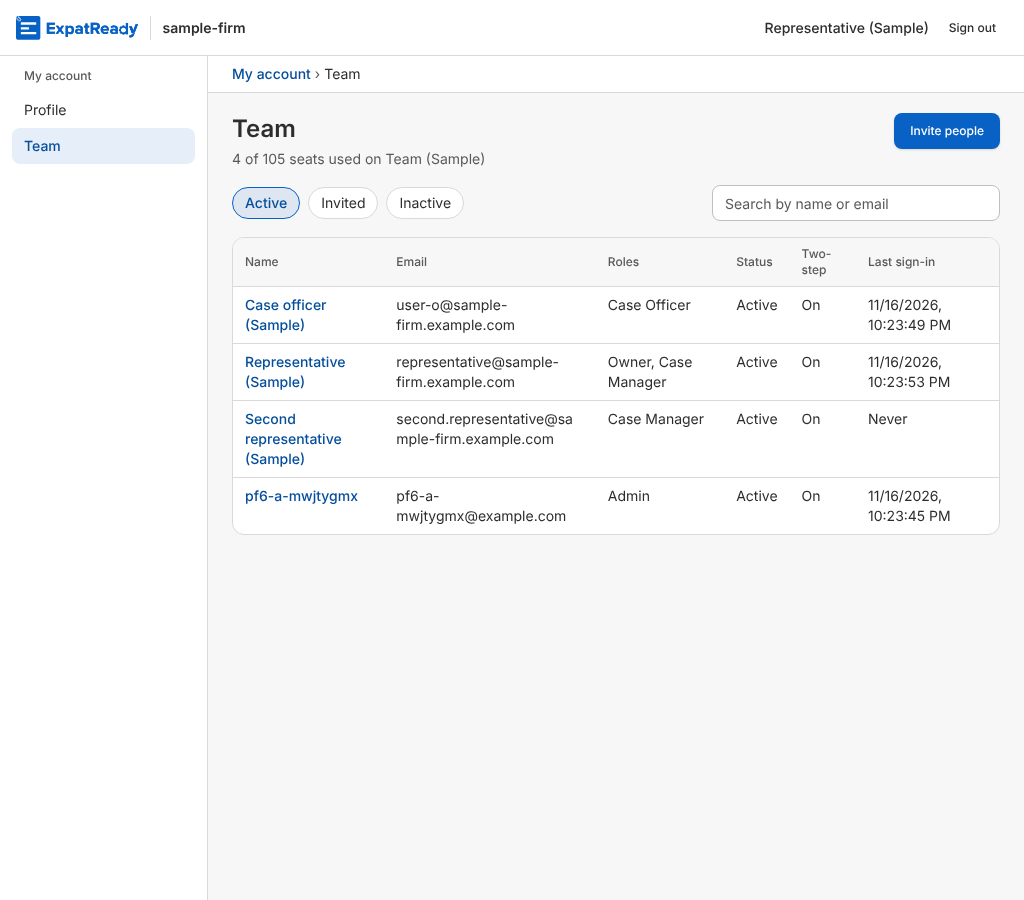 ExpatReady
sample-firm
Representative (Sample)
Sign out
My account
Profile
Team
My account › Team
Team
4 of 105 seats used on Team (Sample)
Invite people
Active
Invited
Inactive
Search by name or email
Name
Email
Roles
Status
Two-
step
Last sign-in
Case officer
(Sample)
user-o@sample-
firm.example.com
Case Officer
Active
On
11/16/2026,
10:23:49 PM
Representative
(Sample)
representative@sample-
firm.example.com
Owner, Case
Manager
Active
On
11/16/2026,
10:23:53 PM
Second
representative
(Sample)
second.representative@sa
mple-firm.example.com
Case Manager
Active
On
Never
pf6-a-mwjtygmx
pf6-a-
mwjtygmx@example.com
Admin
Active
On
11/16/2026,
10:23:45 PM